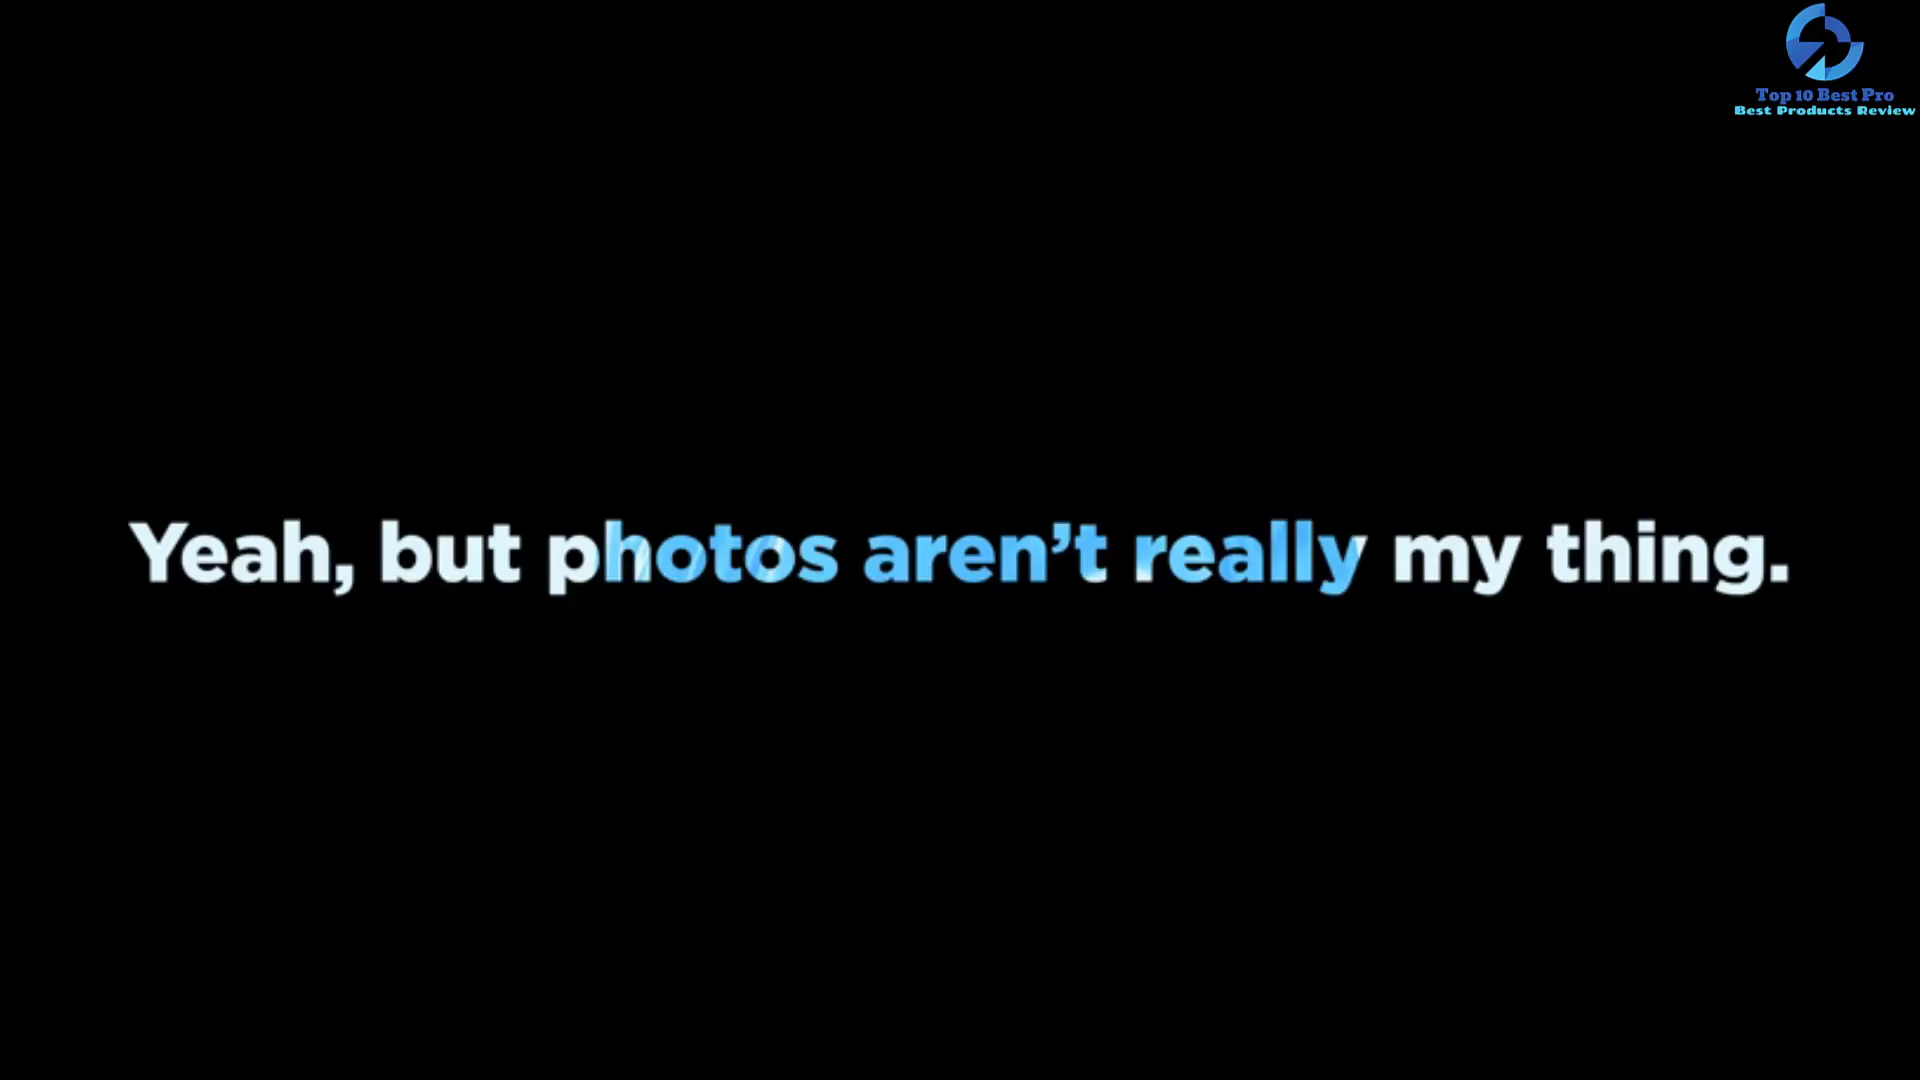 Top 10 Best Pro
Best Products Review
Yeah, but photos aren’t really my thing.